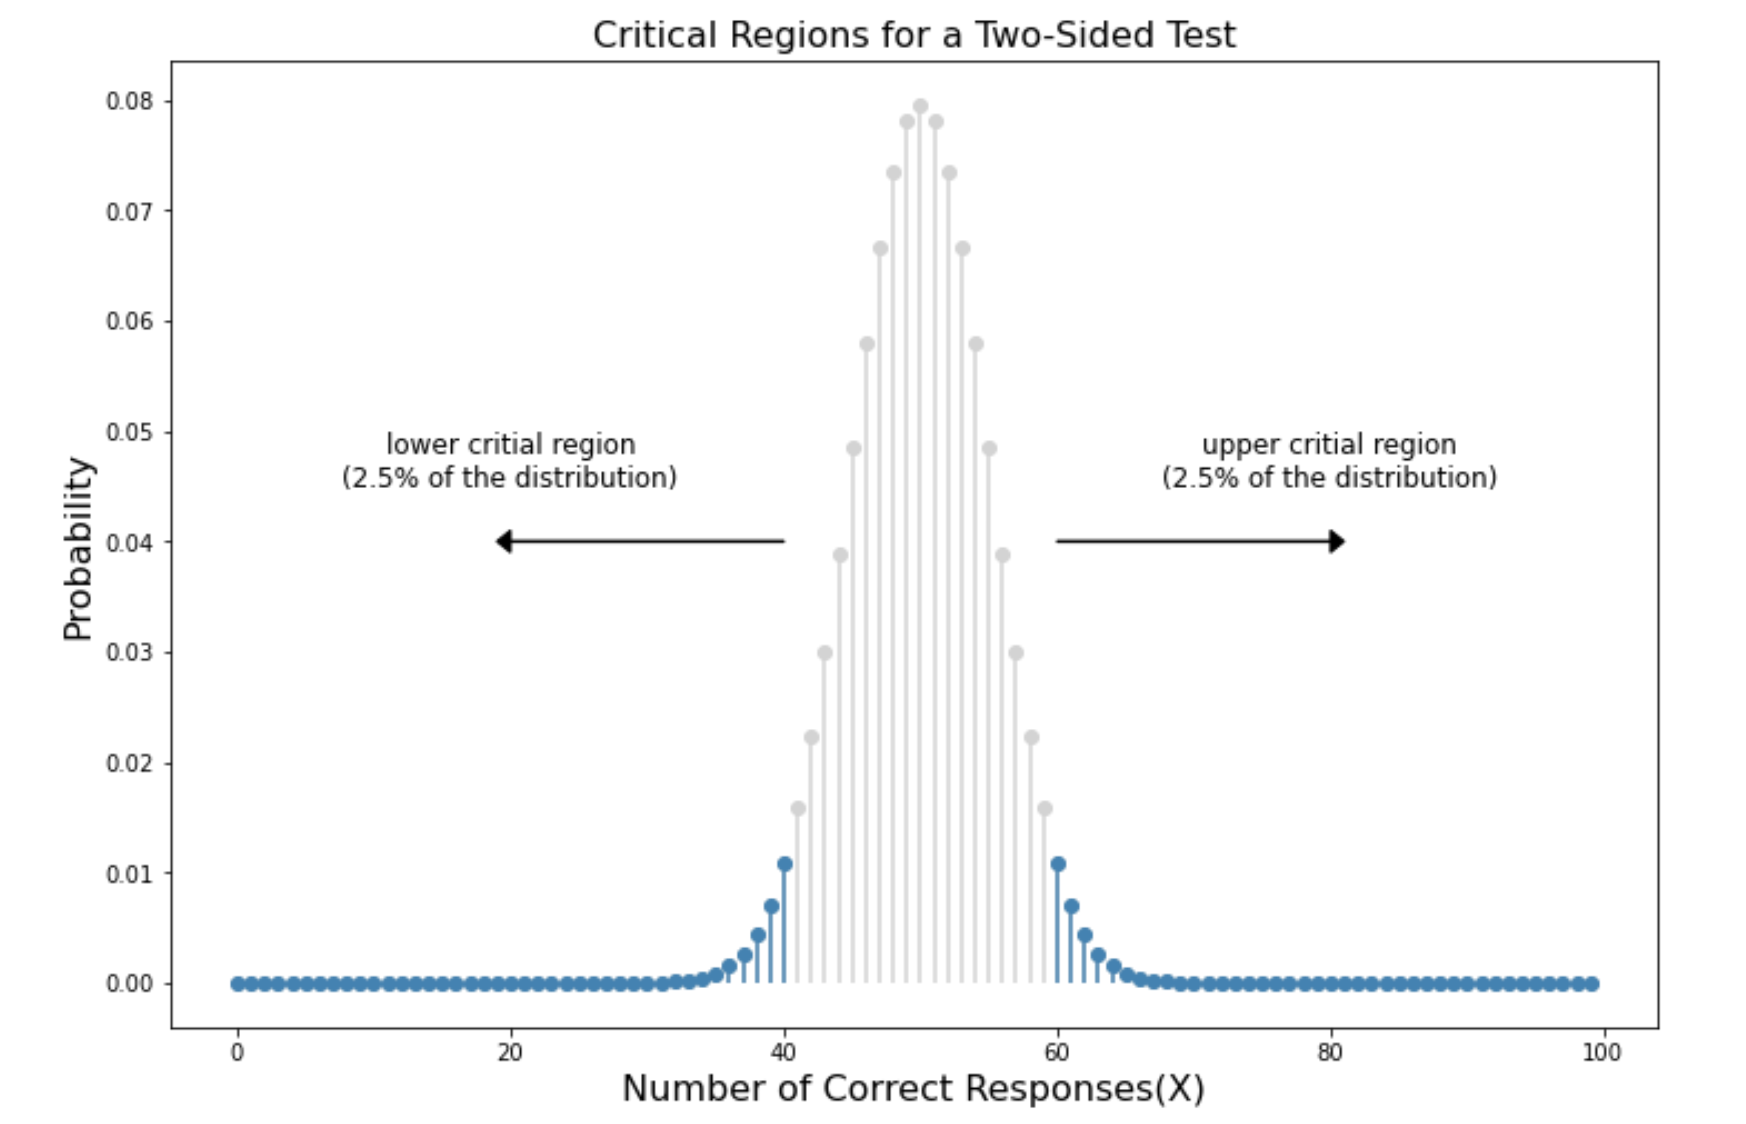 Critical Regions for a Two-Sided Test
0.08
0.07
0.06
0.05
0.04
0.03
0.02
0.01
0.00
Probability
lower critial region
(2.5% of the distribution)
upper critial region
(2.5% of the distribution)
0 20 40 60 80 100
Number of Correct Responses(X)